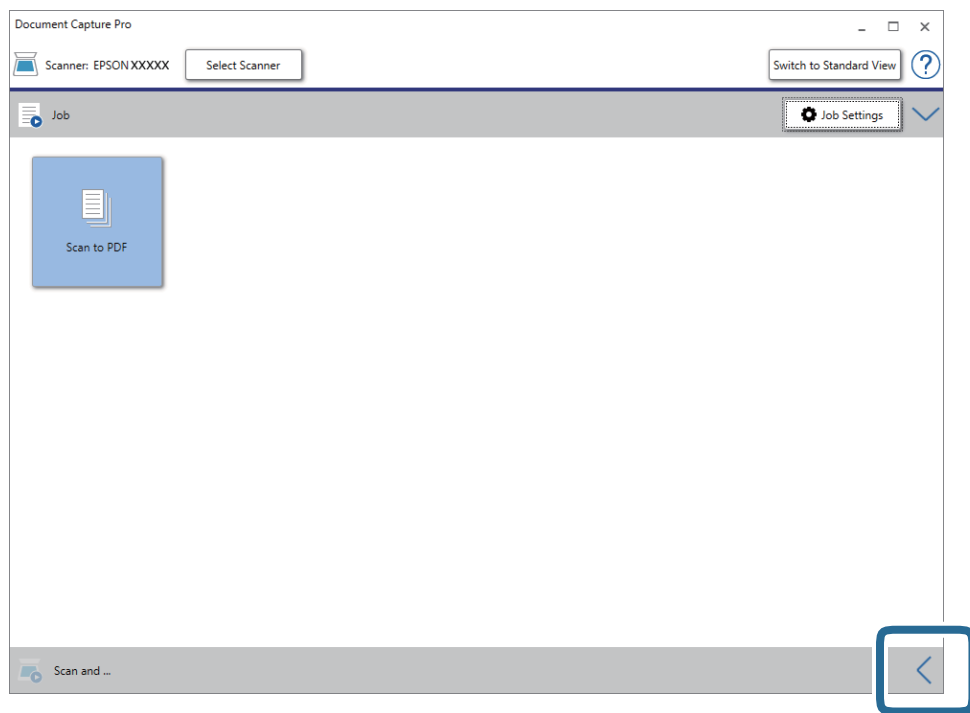 Document Capture Pro
Scanner: EPSON XXXXX
Select Scanner
Switch to Standard View
?
Job
Job Settings
Scan to PDF
Scan and ...